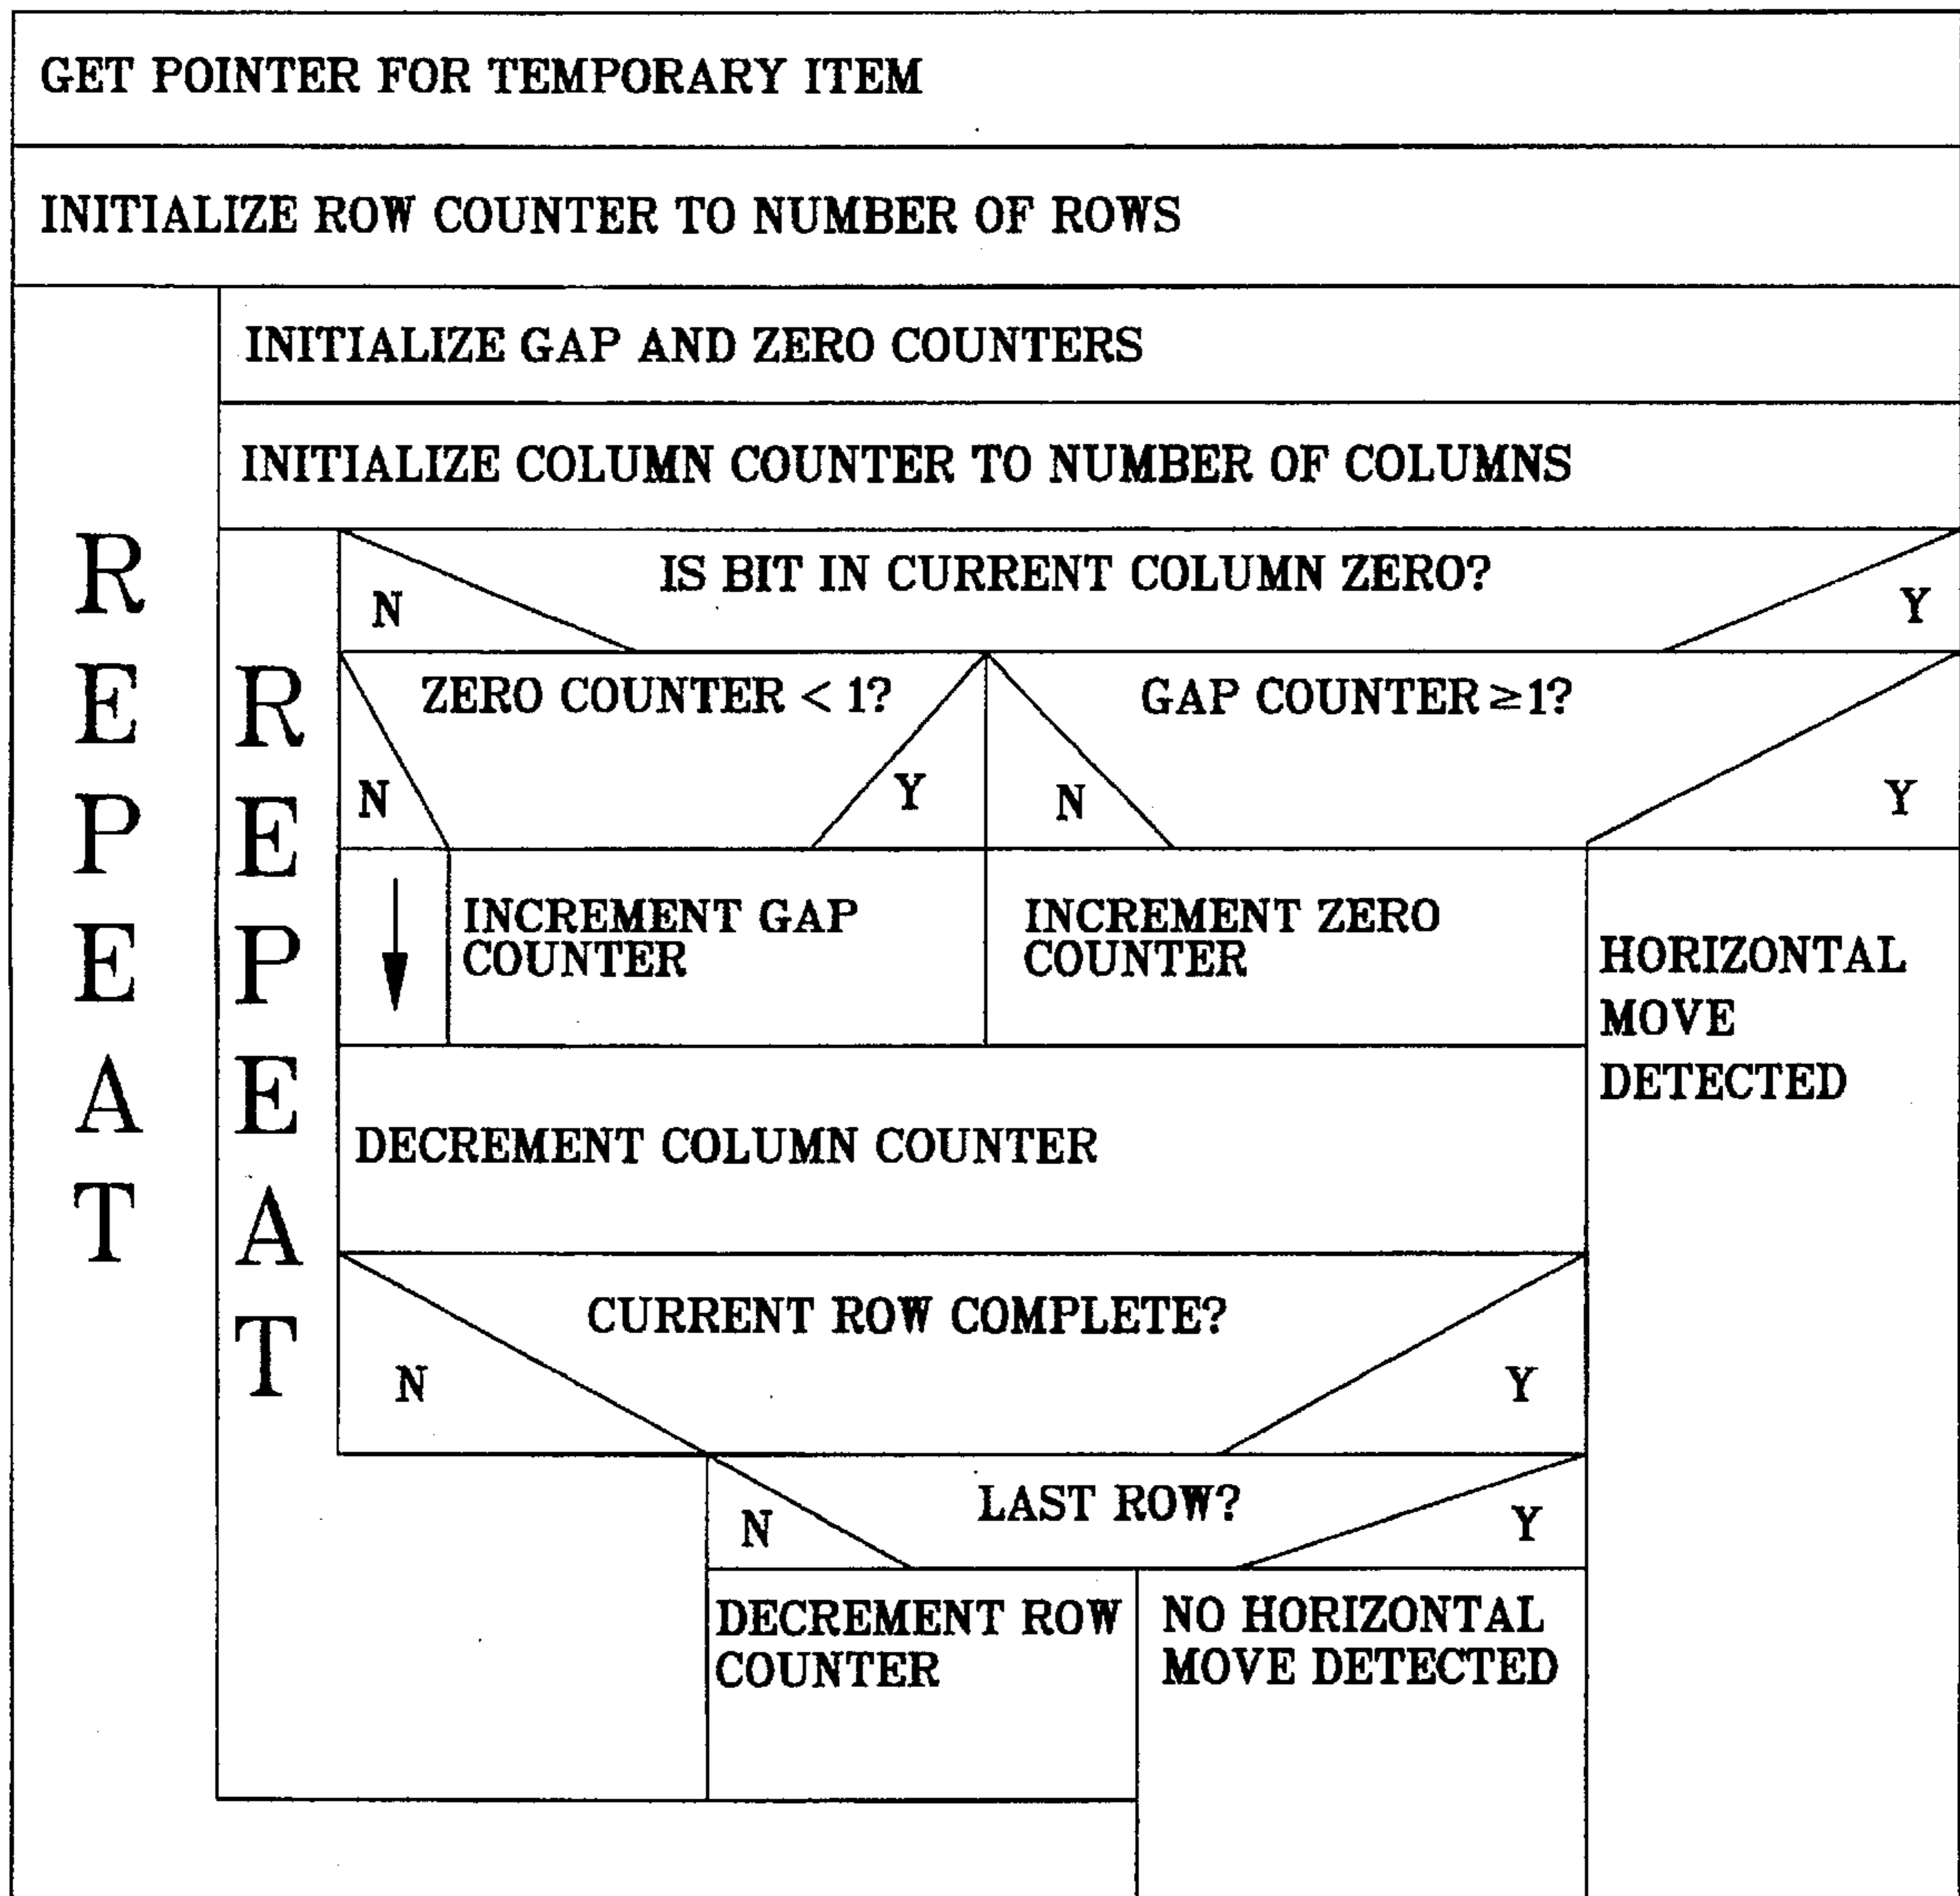 GET POINTER FOR TEMPORARY ITEM
INITIALIZE ROW COUNTER TO NUMBER OF ROWS
REPEAT
INITIALIZE GAP AND ZERO COUNTERS
INITIALIZE COLUMN COUNTER TO NUMBER OF COLUMNS
REPEAT
IS BIT IN CURRENT COLUMN ZERO?
N
Y
ZERO COUNTER < 1?
N
Y
GAP COUNTER ≥1?
N
Y
INCREMENT GAP
COUNTER
INCREMENT ZERO
COUNTER
HORIZONTAL
MOVE
DETECTED
DECREMENT COLUMN COUNTER
CURRENT ROW COMPLETE?
N
Y
LAST ROW?
N
Y
DECREMENT ROW
COUNTER
NO HORIZONTAL
MOVE DETECTED